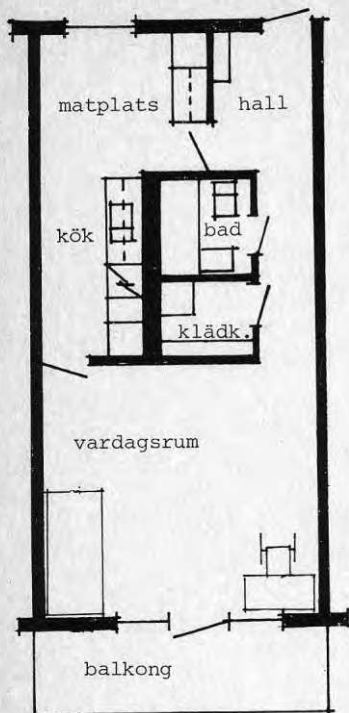 matplats
hall
kök
bad
klädk.
vardagsrum
balkong